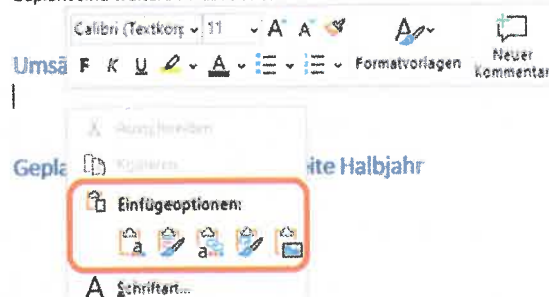 Calibri (Textkörp 11 A A
F K U A Formatvorlagen Neuer Kommentar
Umsä
Ausschneiden
Gepla Kopieren ite Halbjahr
Einfügeoptionen:
Schriftart...